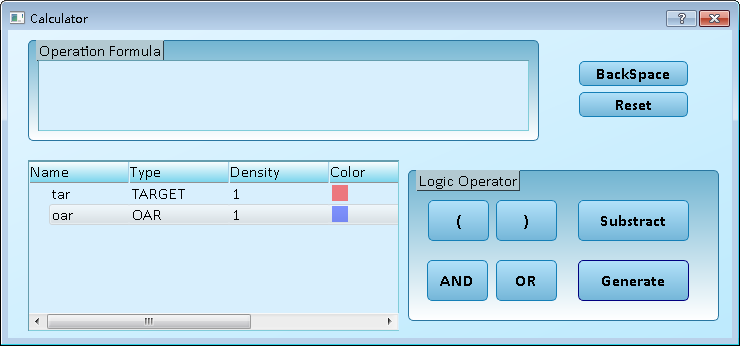 Calculator
Operation Formula
BackSpace
Reset
Name Type Density Color
tar TARGET 1
oar OAR 1
Logic Operator
( ) Substract
AND OR Generate